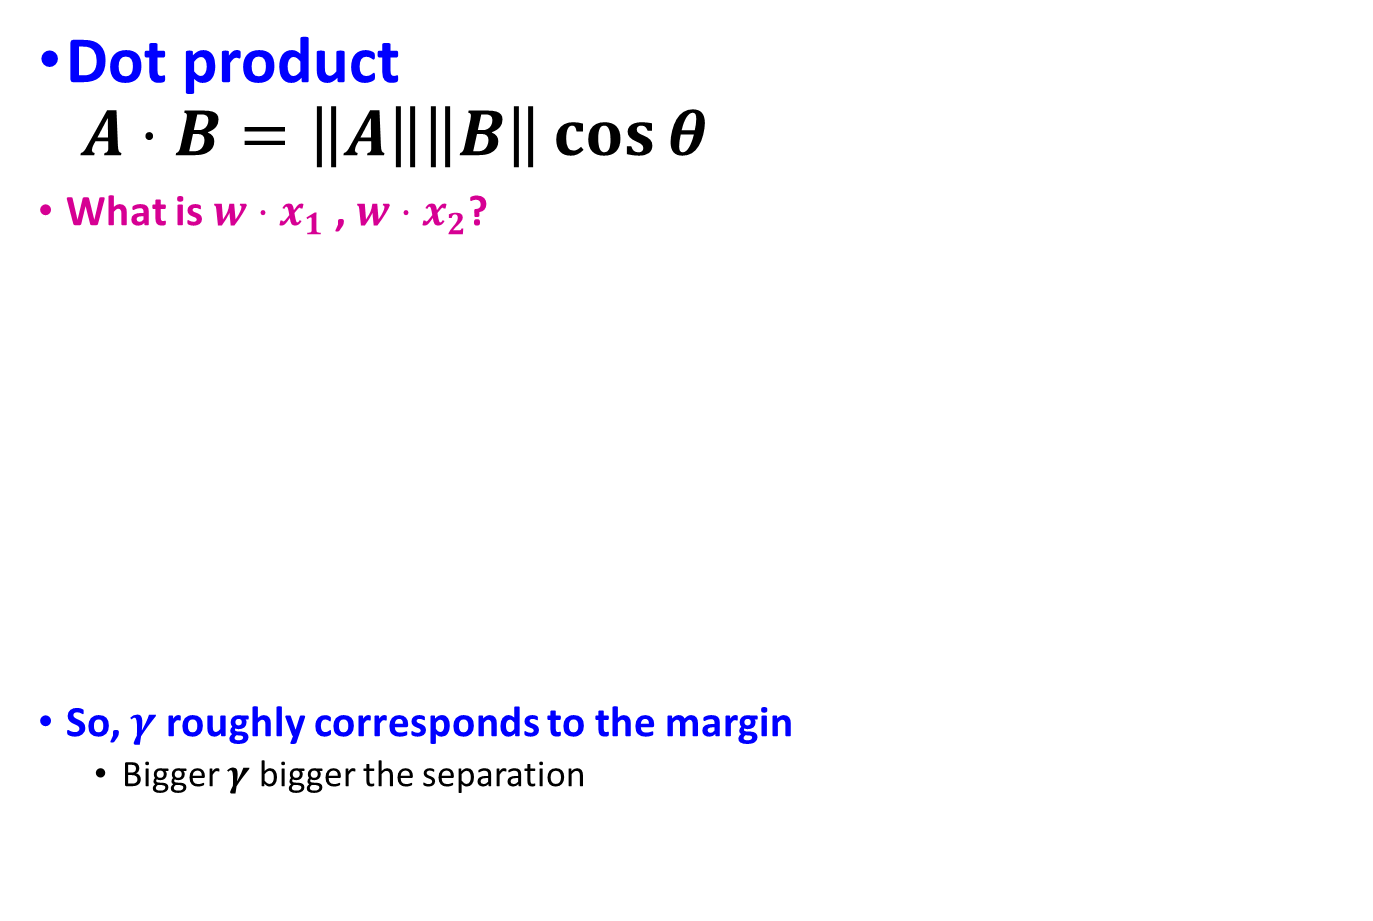 • Dot product
A · B = ‖A‖‖B‖ cos θ
• What is w · x₁ , w · x₂?
• So, γ roughly corresponds to the margin
• Bigger γ bigger the separation